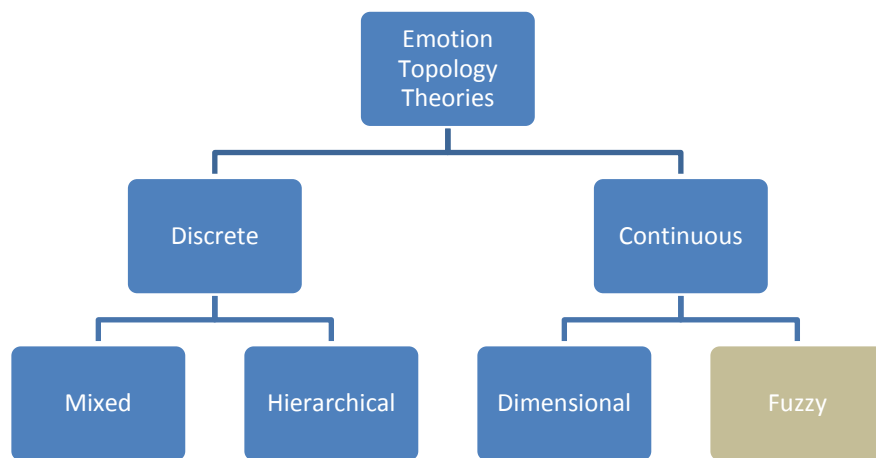 Emotion
Topology
Theories
Discrete
Continuous
Mixed
Hierarchical
Dimensional
Fuzzy